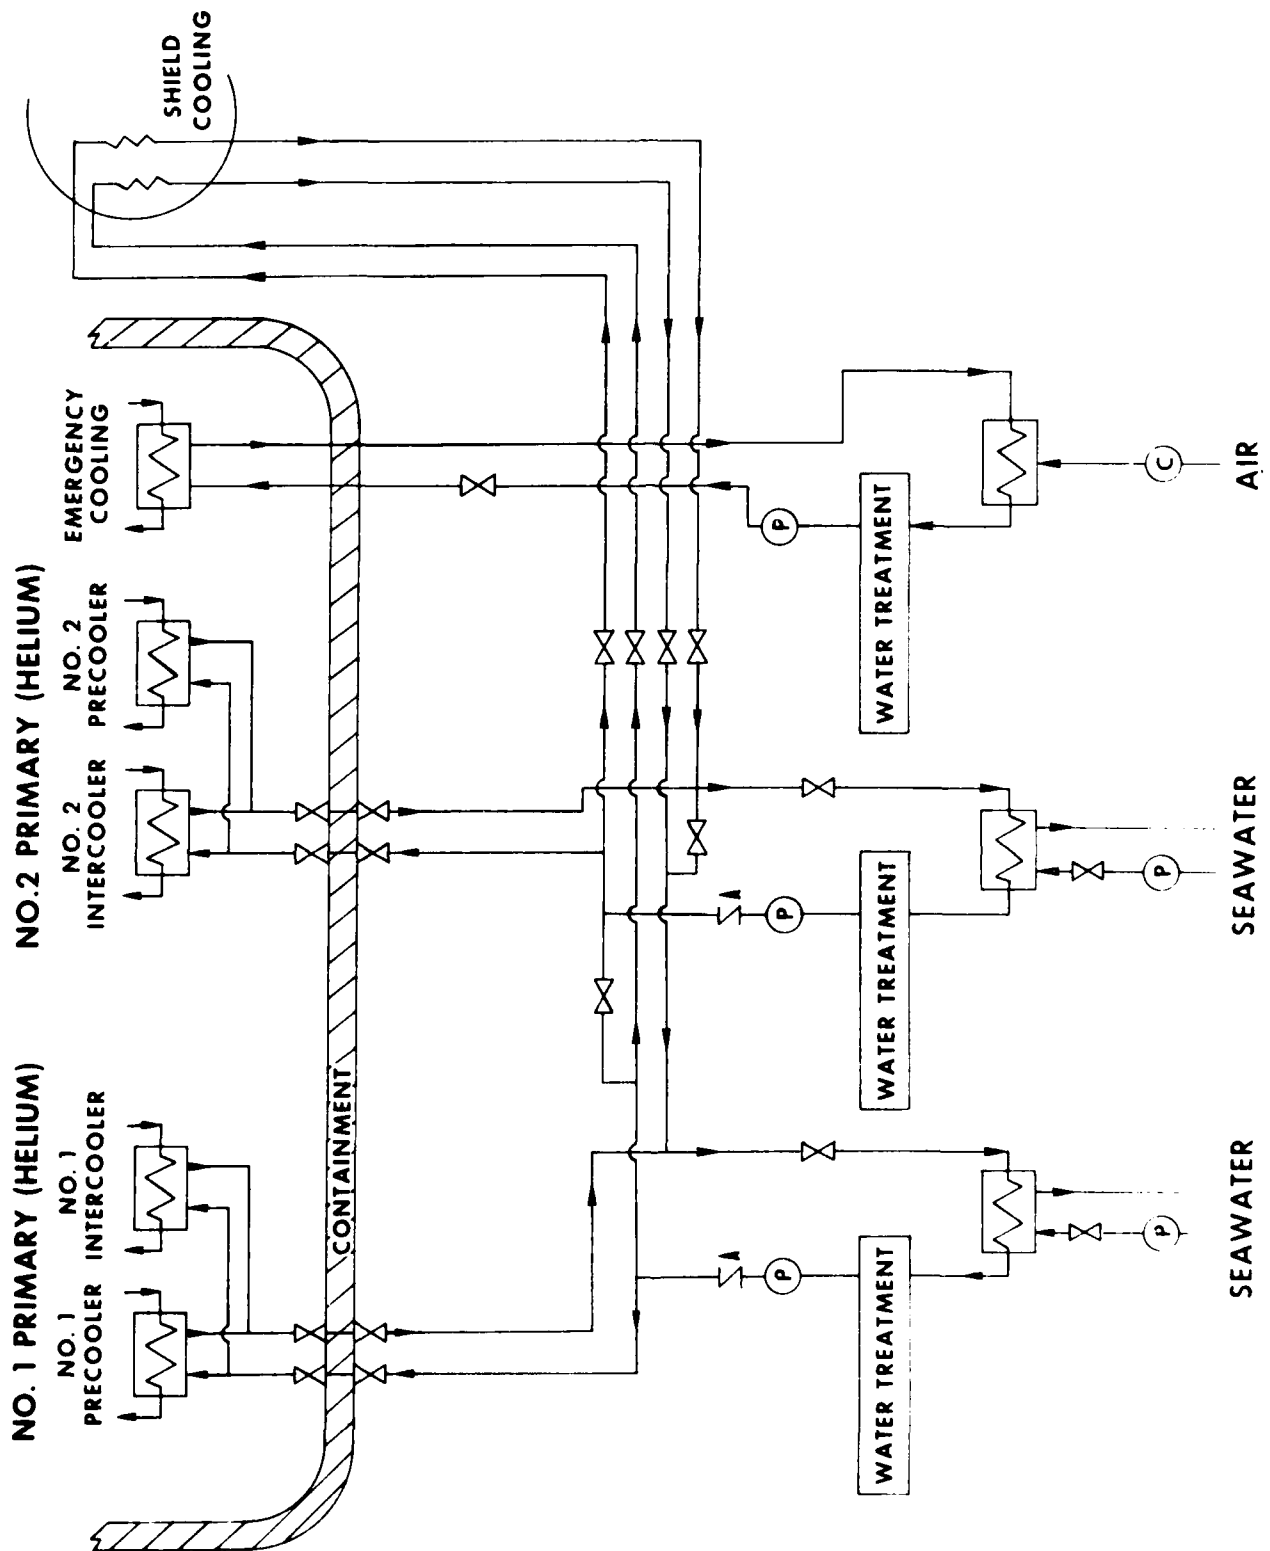 NO. 1 PRIMARY (HELIUM)
NO. 1
PRECOOLER
NO. 1
INTERCOOLER
NO.2 PRIMARY (HELIUM)
NO. 2
INTERCOOLER
NO. 2
PRECOOLER
EMERGENCY
COOLING
SHIELD
COOLING
CONTAINMENT
P
P
P
WATER TREATMENT
WATER TREATMENT
WATER TREATMENT
P
P
C
SEAWATER
SEAWATER
AIR